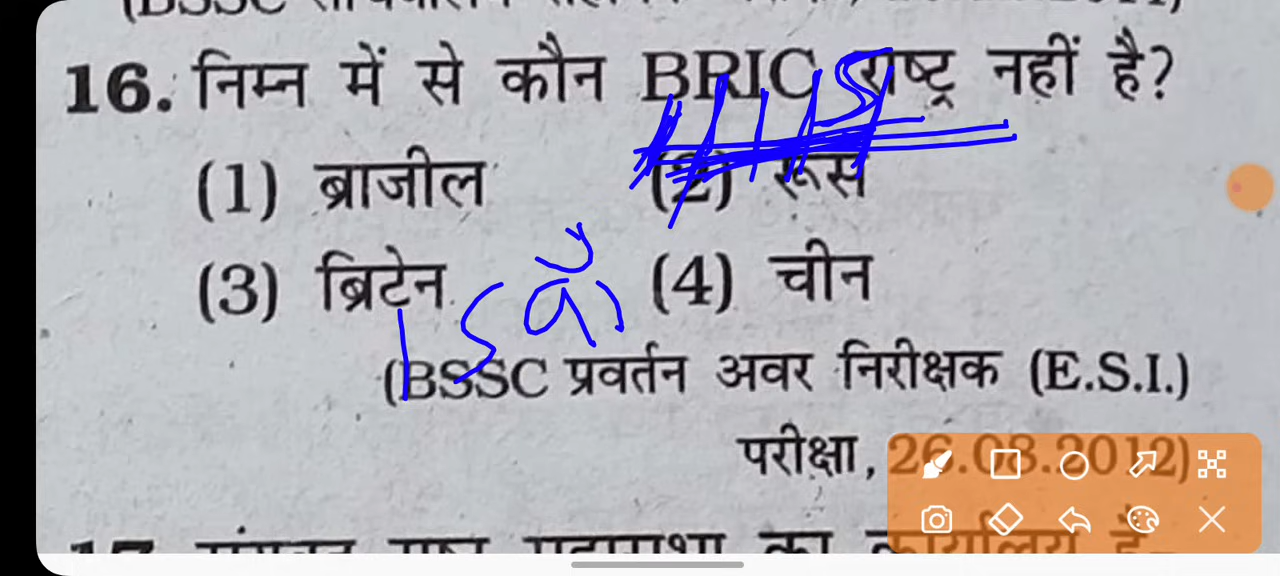 16. निम्न में से कौन BRIC राष्ट्र नहीं है?
(1) ब्राजील (2) रूस
(3) ब्रिटेन (4) चीन
(BSSC प्रवर्तन अवर निरीक्षक (E.S.I.)
परीक्षा, 26.08.2012)